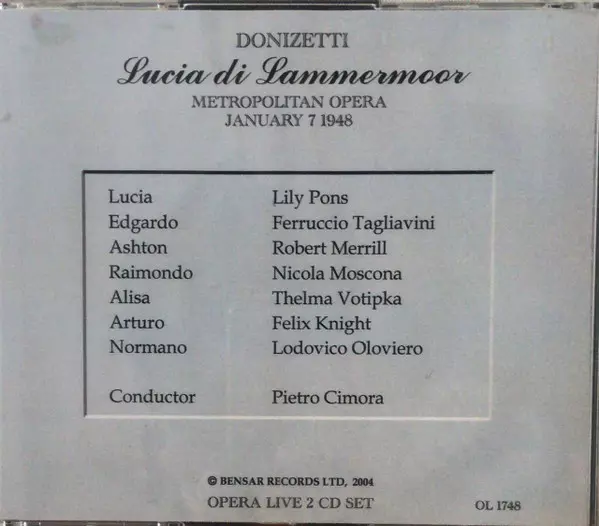 DONIZETTI
Lucia di Lammermoor
METROPOLITAN OPERA
JANUARY 7 1948
Lucia Lily Pons
Edgardo Ferruccio Tagliavini
Ashton Robert Merrill
Raimondo Nicola Moscona
Alisa Thelma Votipka
Arturo Felix Knight
Normano Lodovico Oloviero
Conductor Pietro Cimora
© BENSAR RECORDS LTD, 2004
OPERA LIVE 2 CD SET OL 1748